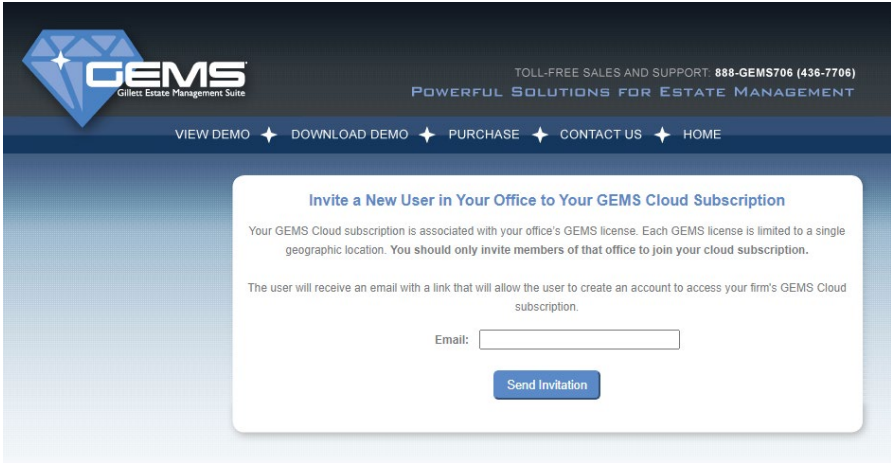 GEMS
Gillett Estate Management Suite
TOLL-FREE SALES AND SUPPORT: 888-GEMS706 (436-7706)
POWERFUL SOLUTIONS FOR ESTATE MANAGEMENT
VIEW DEMO DOWNLOAD DEMO PURCHASE CONTACT US HOME
Invite a New User in Your Office to Your GEMS Cloud Subscription
Your GEMS Cloud subscription is associated with your office's GEMS license. Each GEMS license is limited to a single
geographic location. You should only invite members of that office to join your cloud subscription.
The user will receive an email with a link that will allow the user to create an account to access your firm's GEMS Cloud
subscription.
Email:
Send Invitation